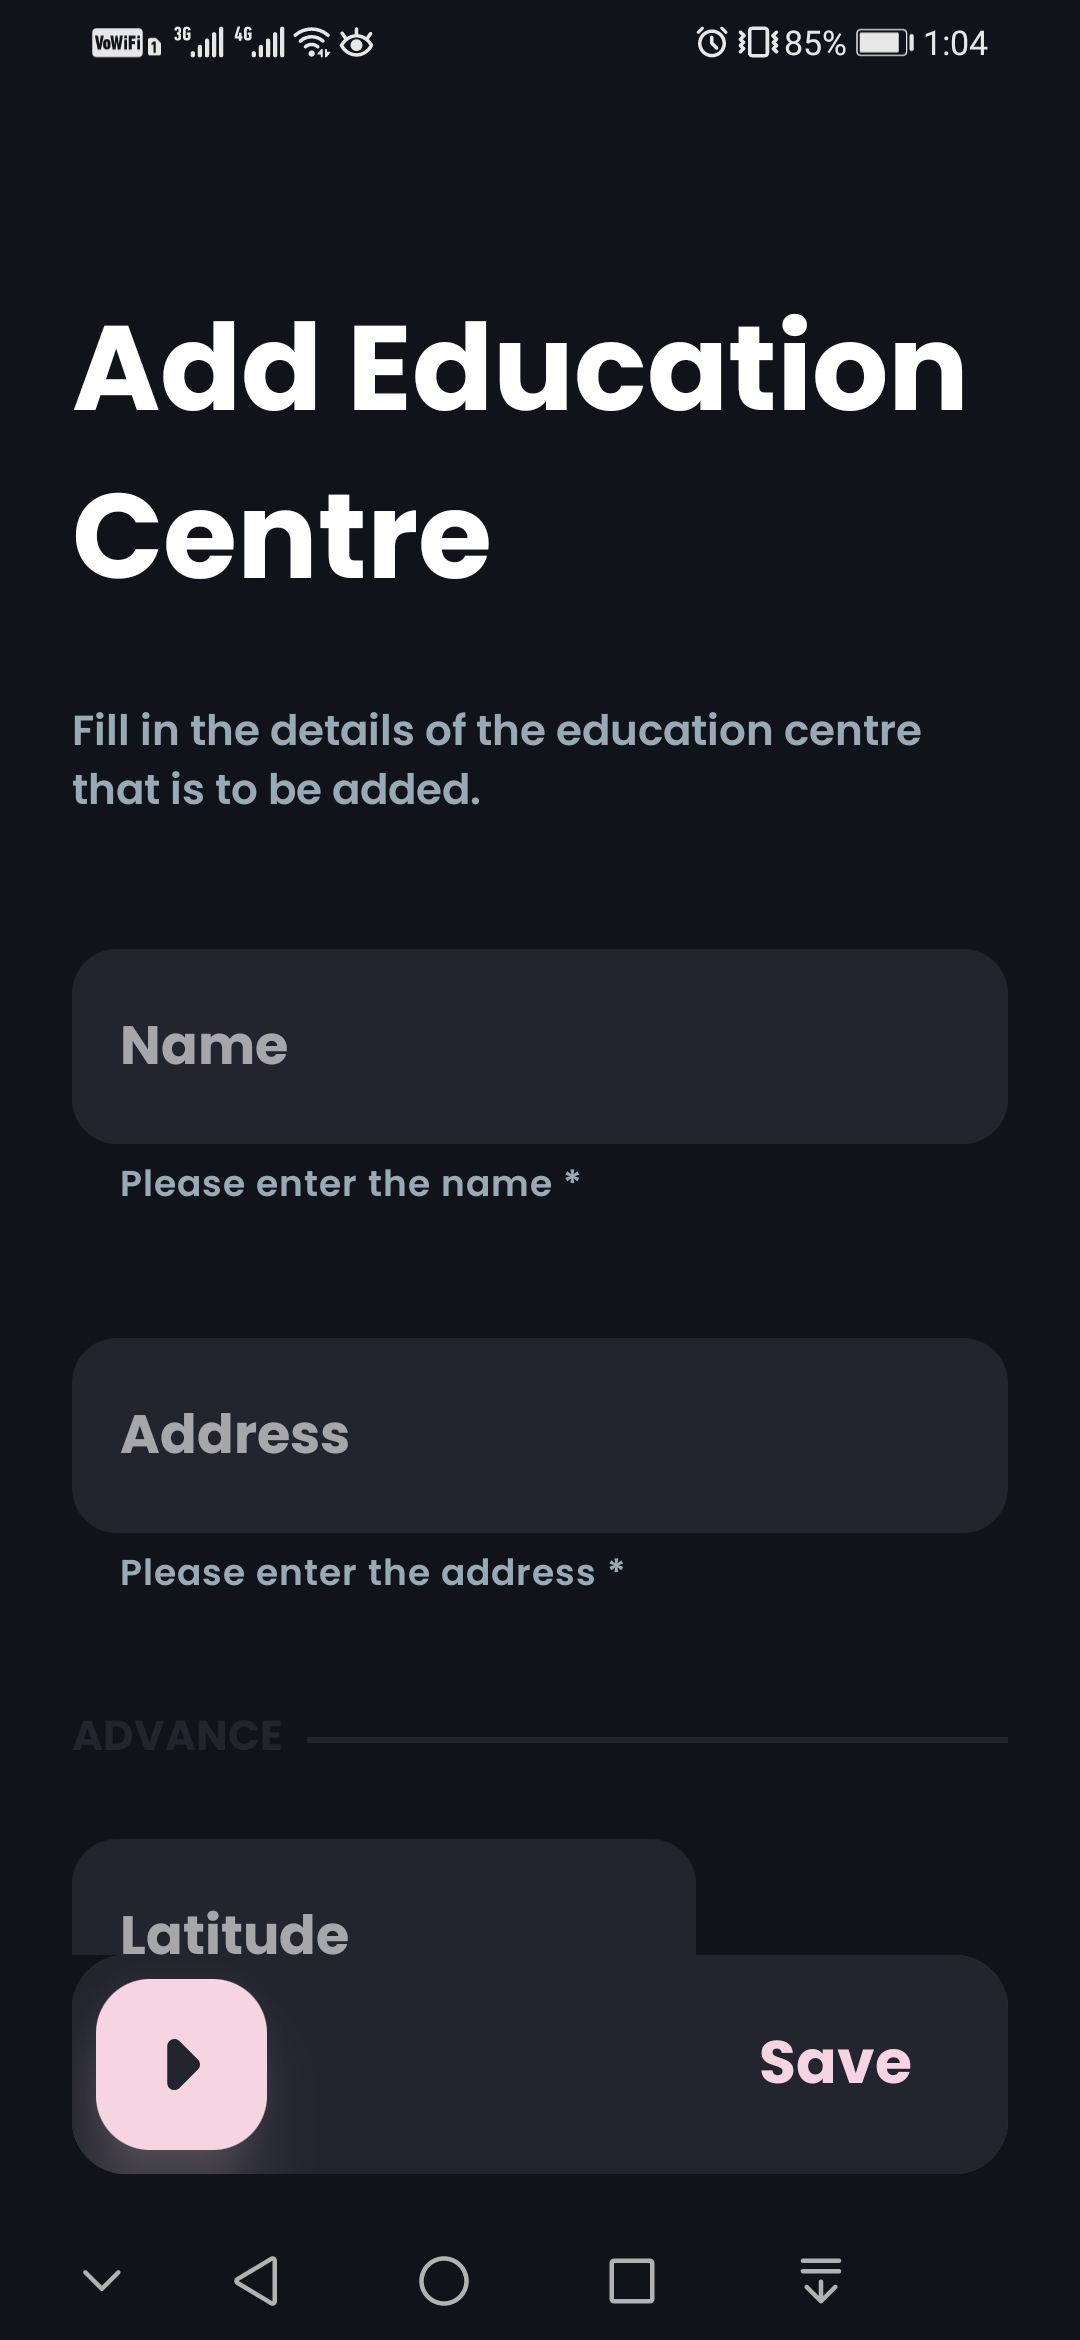 VoWiFi 1 3G 4G 85% 1:04
Add Education
Centre
Fill in the details of the education centre
that is to be added.
Name
Please enter the name *
Address
Please enter the address *
ADVANCE
Latitude
Save